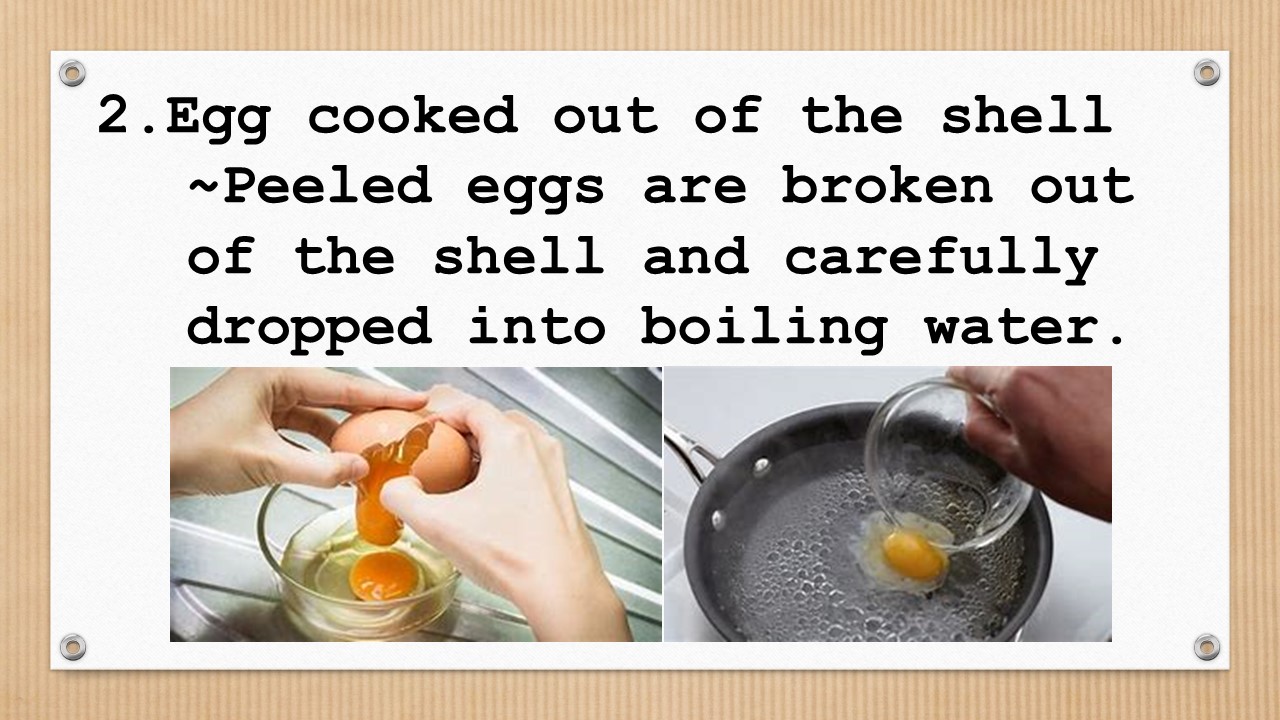 2.Egg cooked out of the shell
~Peeled eggs are broken out
of the shell and carefully
dropped into boiling water.